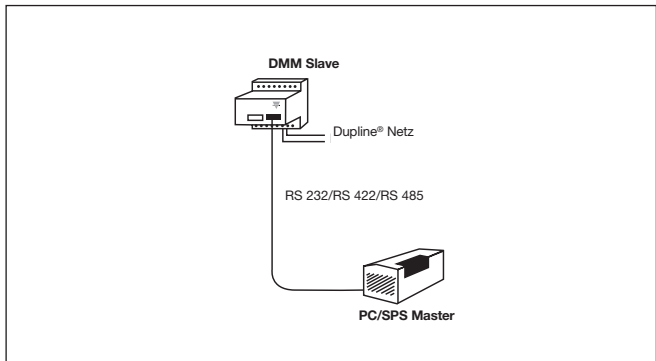 DMM Slave
Dupline® Netz
RS 232/RS 422/RS 485
PC/SPS Master